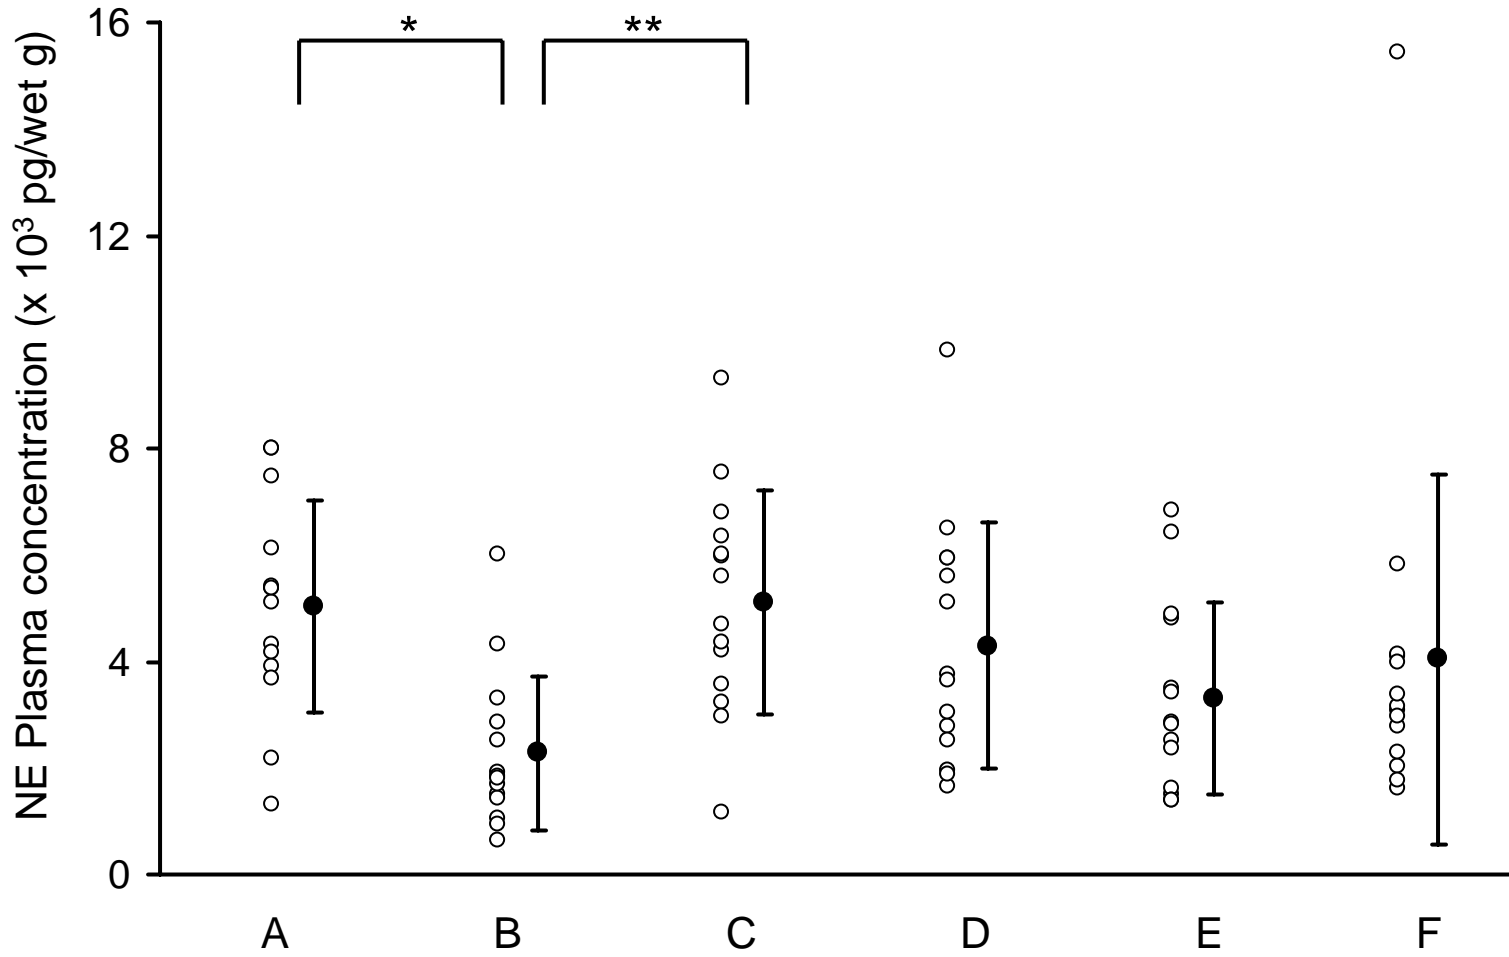 NE Plasma concentration (x 10³ pg/wet g)
16
12
8
4
0
*
**
A
B
C
D
E
F